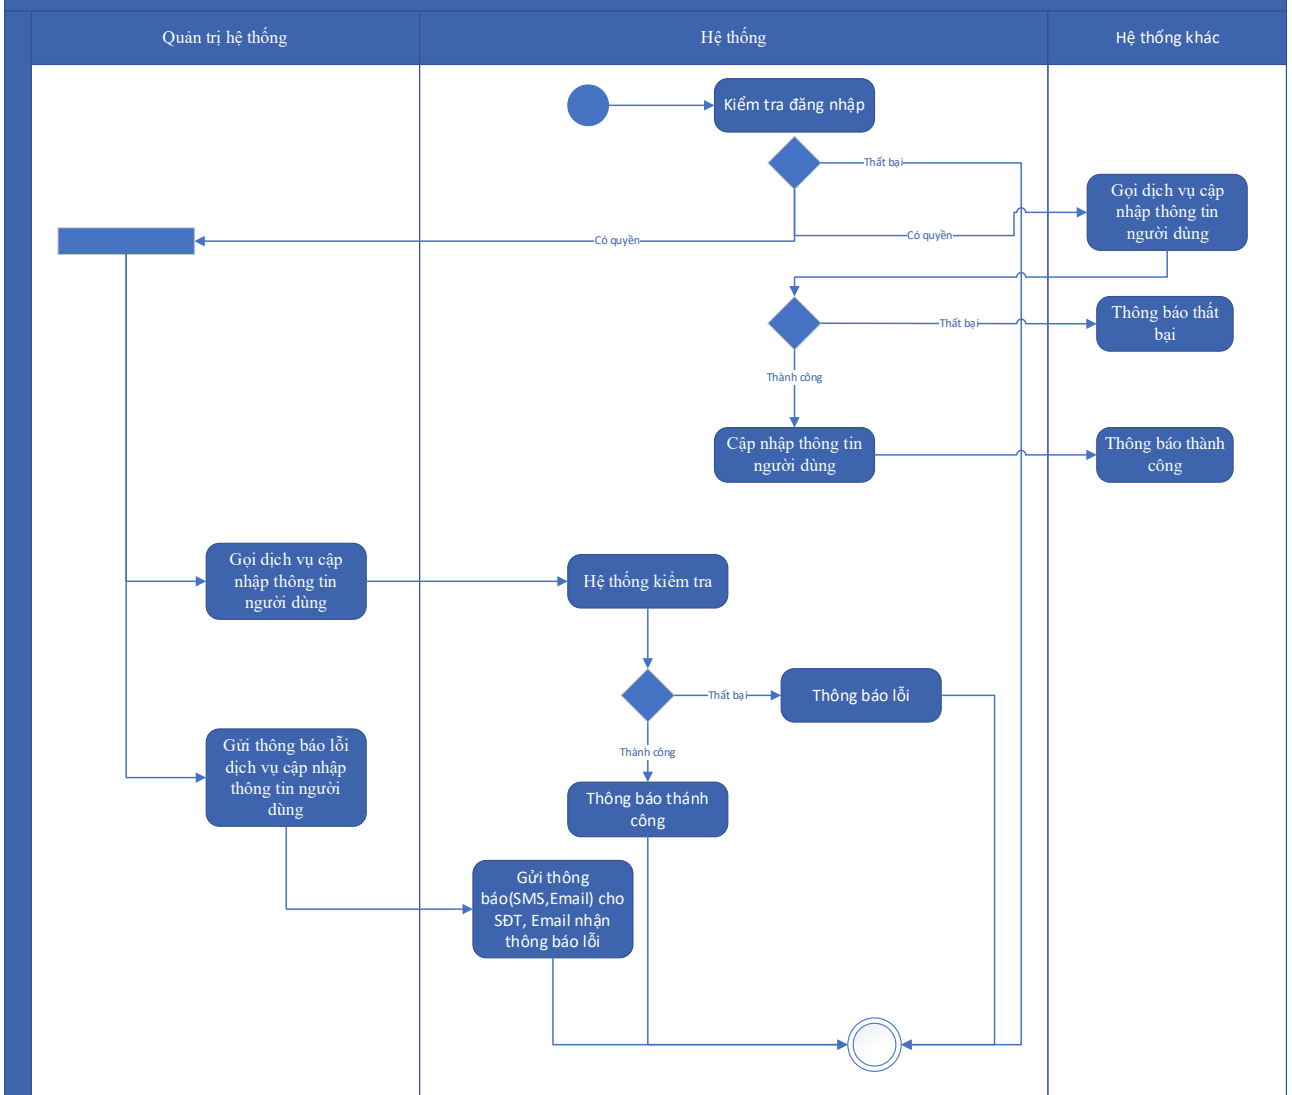 Quản trị hệ thống
Hệ thống
Hệ thống khác
Kiểm tra đăng nhập
Thất bại
Gọi dịch vụ cập
nhập thông tin
người dùng
Có quyền
Có quyền
Thông báo thất
bại
Thất bại
Thành công
Cập nhập thông tin
người dùng
Thông báo thành
công
Gọi dịch vụ cập
nhập thông tin
người dùng
Hệ thống kiểm tra
Thất bại
Thông báo lỗi
Thành công
Gửi thông báo lỗi
dịch vụ cập nhập
thông tin người
dùng
Thông báo thánh
công
Gửi thông
báo(SMS,Email) cho
SĐT, Email nhận
thông báo lỗi